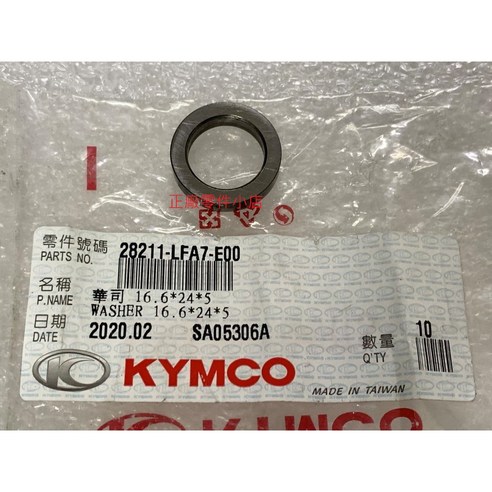 正廠零件小店
零件號碼 28211-LFA7-E00
PARTS NO.
名稱 華司 16.6*24*5
P.NAME WASHER 16.6*24*5
日期 2020.02 SA05306A 數量 10
DATE Q'TY
KYMCO
MADE IN TAIWAN
KYMCO